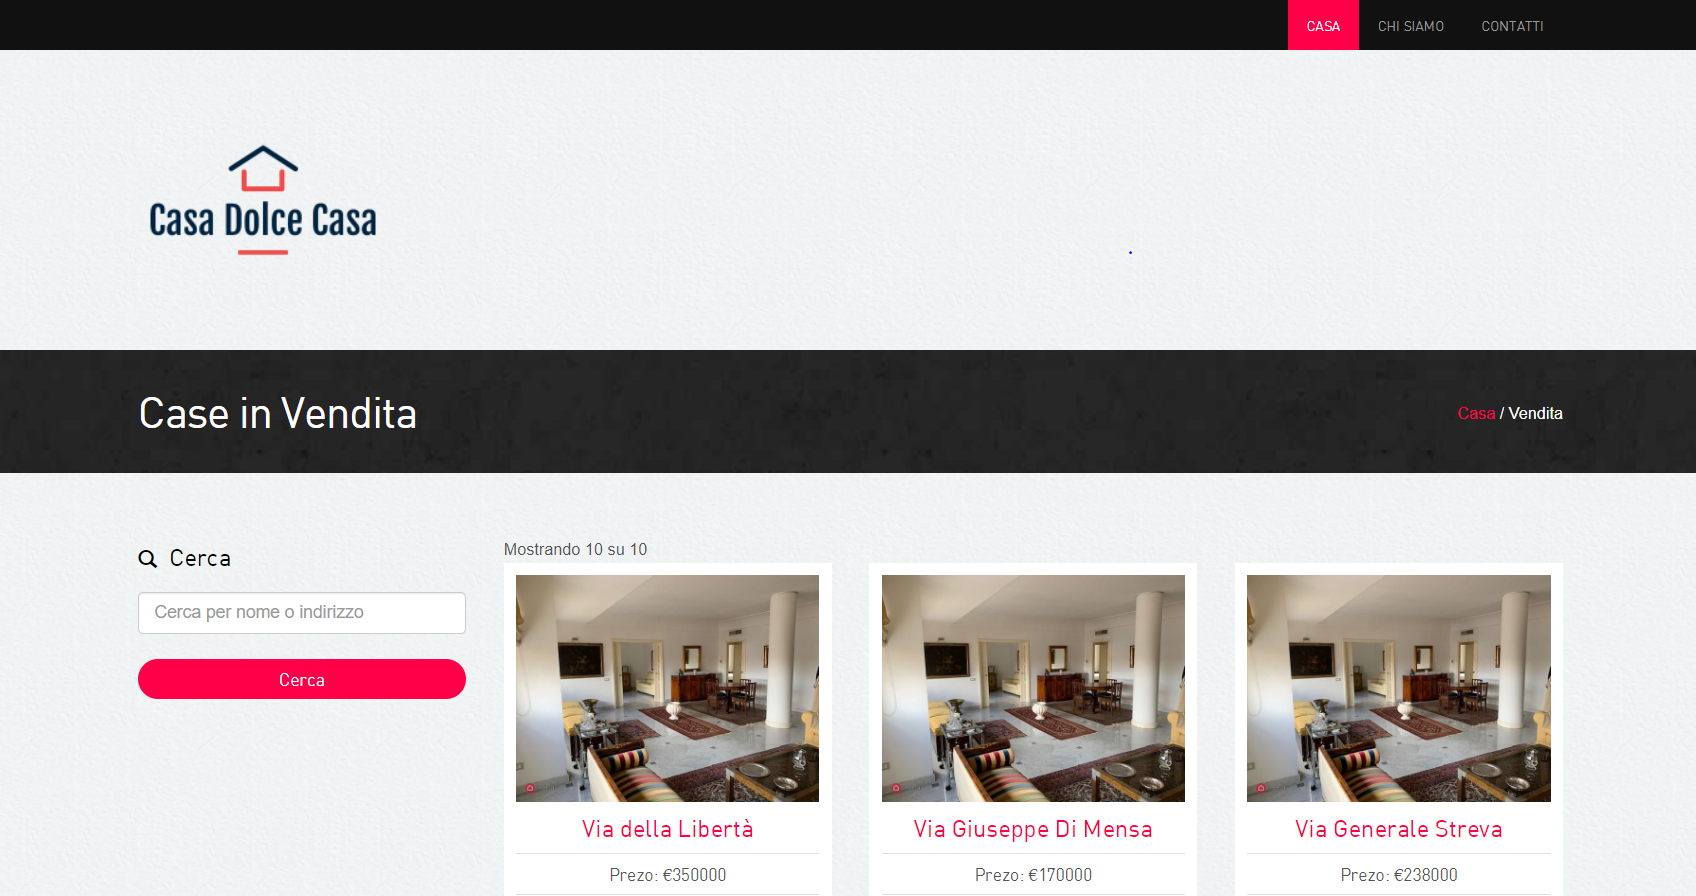 CASA CHI SIAMO CONTATTI
Casa Dolce Casa
Case in Vendita
Casa / Vendita
Cerca
Cerca per nome o indirizzo
Cerca
Mostrando 10 su 10
Via della Libertà
Prezo: €350000
Via Giuseppe Di Mensa
Prezo: €170000
Via Generale Streva
Prezo: €238000